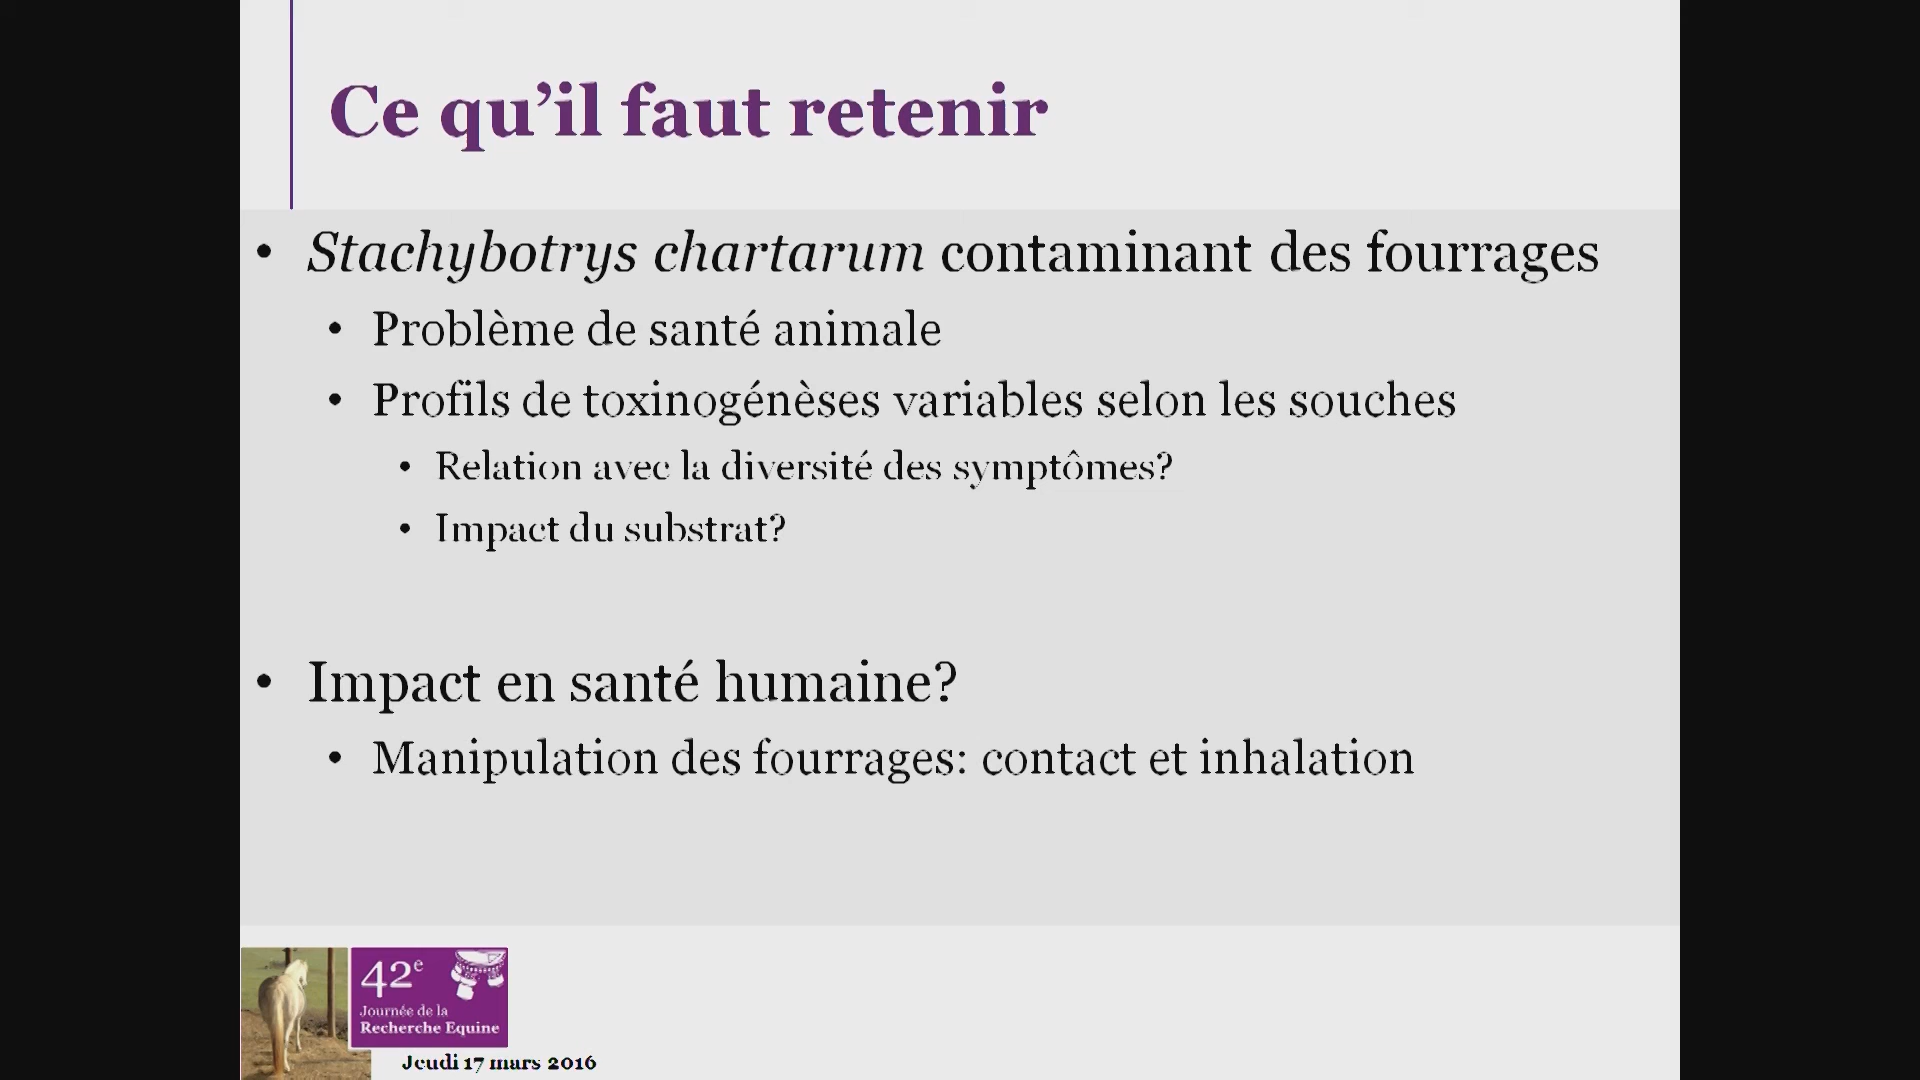 Ce qu'il faut retenir
• Stachybotrys chartarum contaminant des fourrages
• Problème de santé animale
• Profils de toxinogénèses variables selon les souches
• Relation avec la diversité des symptômes?
• Impact du substrat?
• Impact en santé humaine?
• Manipulation des fourrages: contact et inhalation
42e
Journée de la
Recherche Equine
Jeudi 17 mars 2016